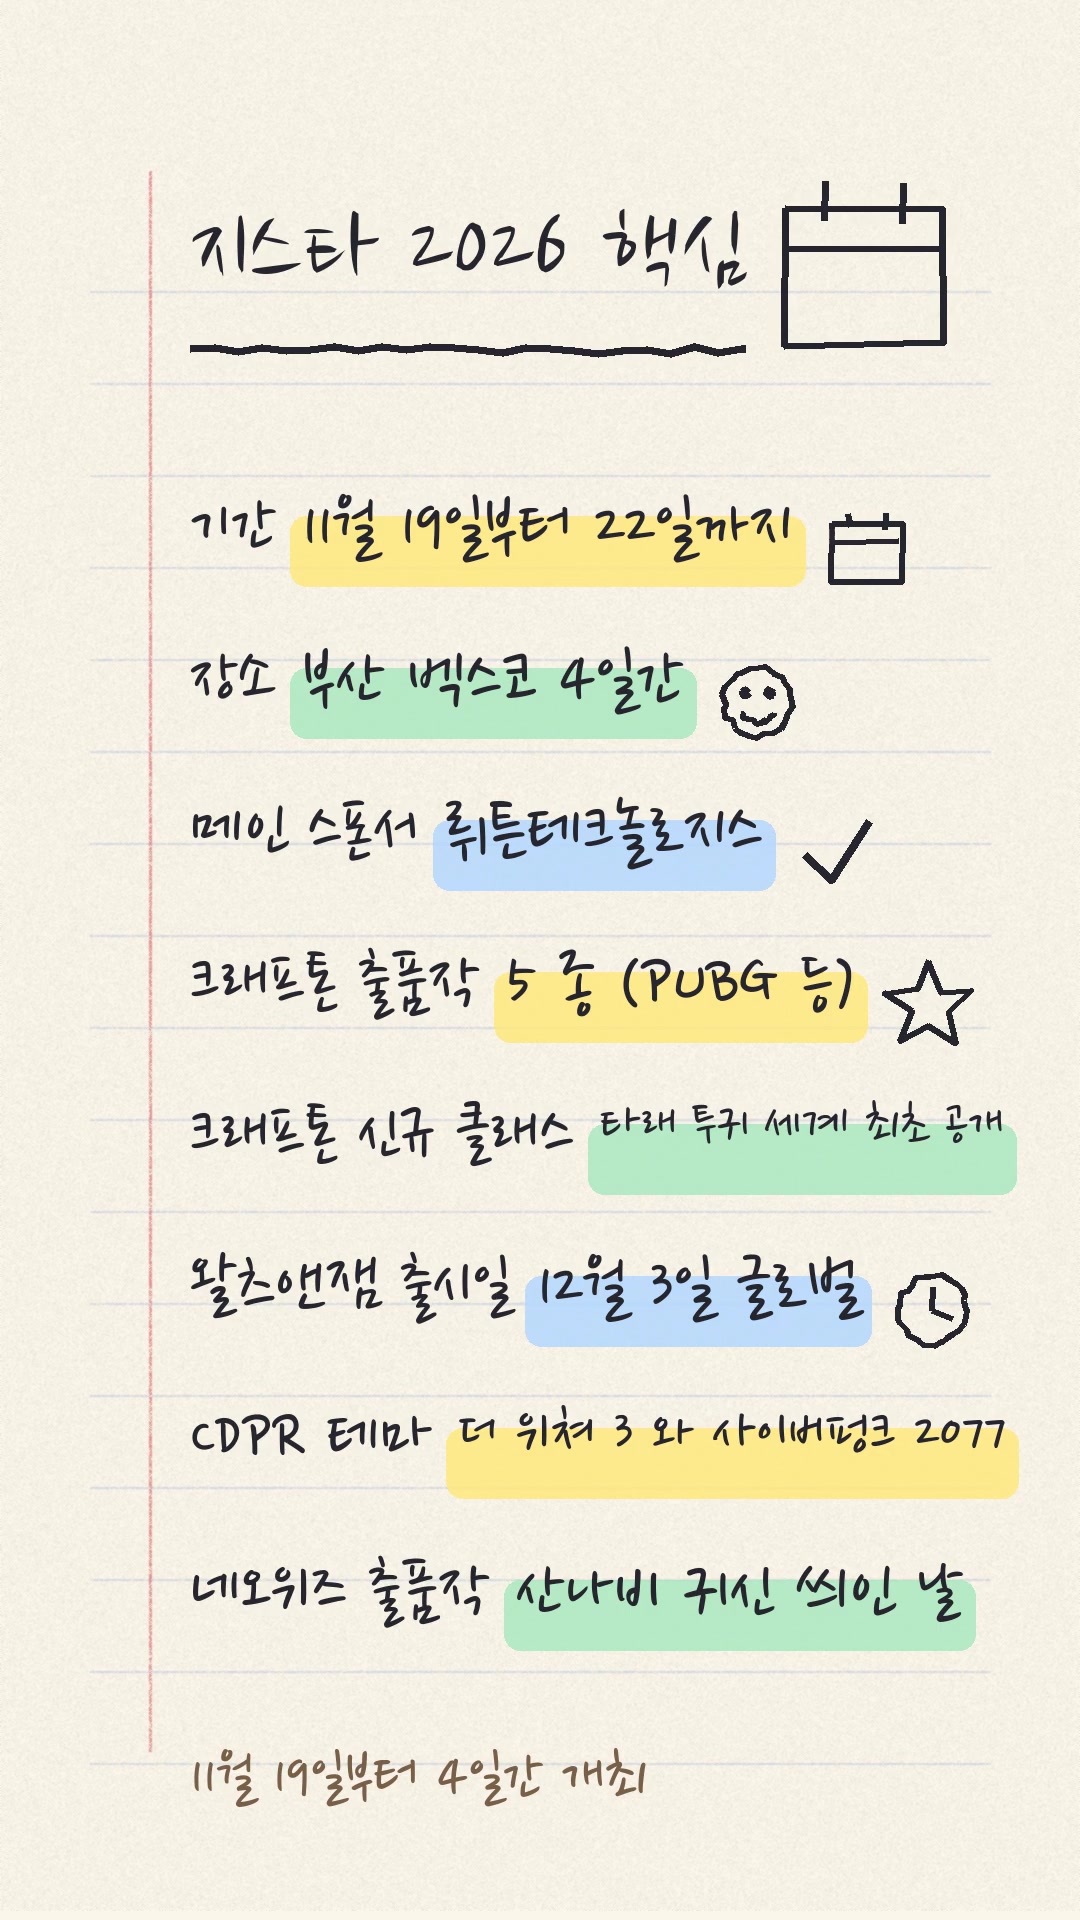 지스타 2026 핵심
기간 11월 19일부터 22일까지
장소 부산 벡스코 4일간
메인 스폰서 뤼튼테크놀로지스
크래프톤 출품작 5 종 (PUBG 등)
크래프톤 신규 클래스 타래 투귀 세계 최초 공개
왈츠앤잼 출시일 12월 3일 글로벌
CDPR 테마 더 위쳐 3 와 사이버펑크 2077
네오위즈 출품작 산나비 귀신 씌인 날
11월 19일부터 4일간 개최